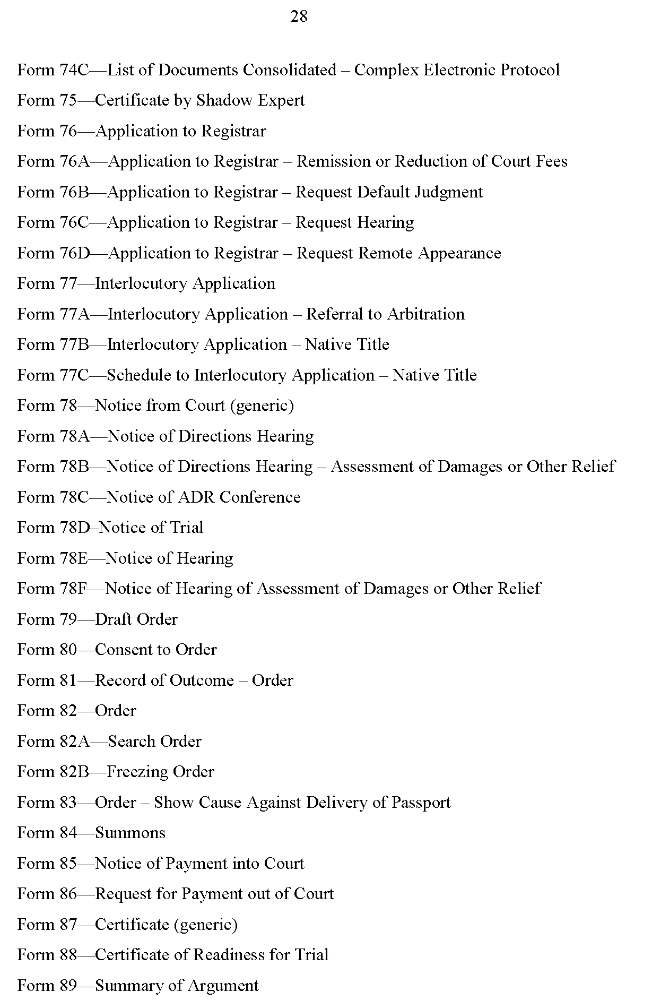 28
Form 74C—List of Documents Consolidated – Complex Electronic Protocol
Form 75—Certificate by Shadow Expert
Form 76—Application to Registrar
Form 76A—Application to Registrar – Remission or Reduction of Court Fees
Form 76B—Application to Registrar – Request Default Judgment
Form 76C—Application to Registrar – Request Hearing
Form 76D—Application to Registrar – Request Remote Appearance
Form 77—Interlocutory Application
Form 77A—Interlocutory Application – Referral to Arbitration
Form 77B—Interlocutory Application – Native Title
Form 77C—Schedule to Interlocutory Application – Native Title
Form 78—Notice from Court (generic)
Form 78A—Notice of Directions Hearing
Form 78B—Notice of Directions Hearing – Assessment of Damages or Other Relief
Form 78C—Notice of ADR Conference
Form 78D–Notice of Trial
Form 78E—Notice of Hearing
Form 78F—Notice of Hearing of Assessment of Damages or Other Relief
Form 79—Draft Order
Form 80—Consent to Order
Form 81—Record of Outcome – Order
Form 82—Order
Form 82A—Search Order
Form 82B—Freezing Order
Form 83—Order – Show Cause Against Delivery of Passport
Form 84—Summons
Form 85—Notice of Payment into Court
Form 86—Request for Payment out of Court
Form 87—Certificate (generic)
Form 88—Certificate of Readiness for Trial
Form 89—Summary of Argument